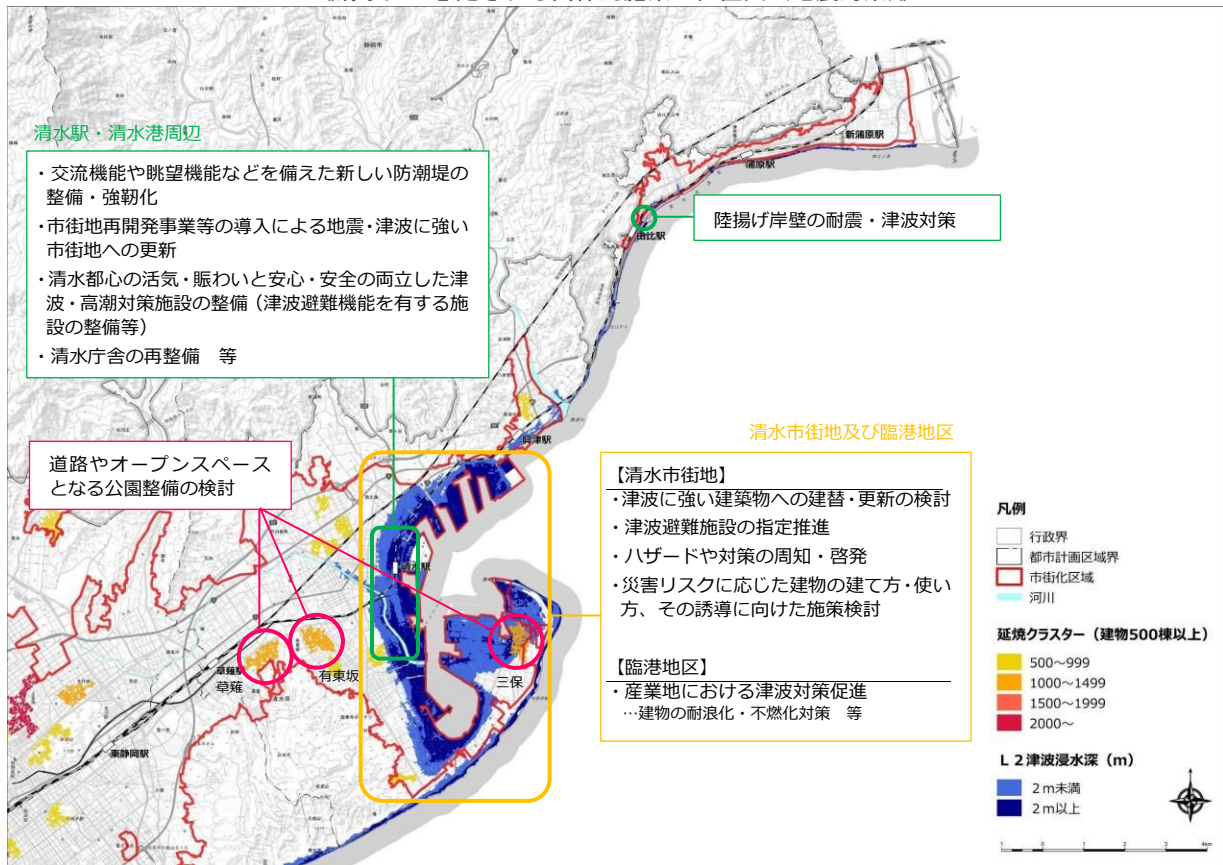 清水駅・清水港周辺
・交流機能や眺望機能などを備えた新しい防潮堤の
整備・強靭化
・市街地再開発事業等の導入による地震・津波に強い
市街地への更新
・清水都心の活気・賑わいと安心・安全の両立した津
波・高潮対策施設の整備（津波避難機能を有する施
設の整備等）
・清水庁舎の再整備　等
新蒲原駅
蒲原駅
由比駅
陸揚げ岸壁の耐震・津波対策
興津駅
道路やオープンスペース
となる公園整備の検討
清水駅
草薙駅
草薙
有東坂
三保
東静岡駅
清水市街地及び臨港地区
【清水市街地】
・津波に強い建築物への建替・更新の検討
・津波避難施設の指定推進
・ハザードや対策の周知・啓発
・災害リスクに応じた建物の建て方・使い
方、その誘導に向けた施策検討
【臨港地区】
・産業地における津波対策促進
…建物の耐浪化・不燃化対策　等
凡例
行政界
都市計画区域界
市街化区域
河川
延焼クラスター（建物500棟以上）
500～999
1000～1499
1500～1999
2000～
Ｌ２津波浸水深（m）
２ｍ未満
２ｍ以上
1 0 1 2 3 4km